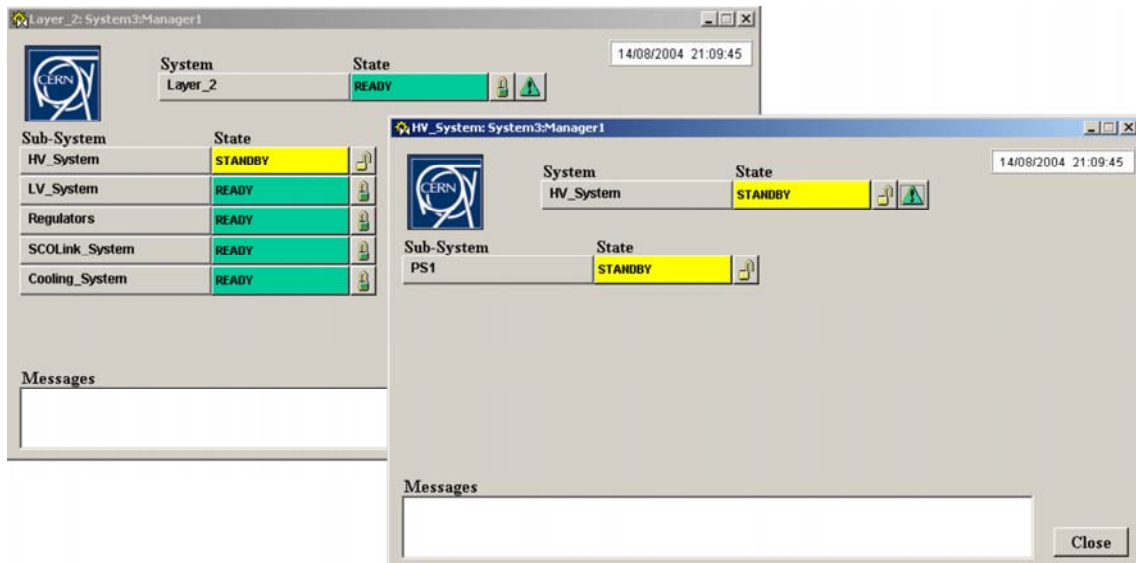 Layer_2: System3:Manager1
14/08/2004 21:09:45
CERN
System State
Layer_2 READY
Sub-System State
HV_System STANDBY
LV_System READY
Regulators READY
SCOLink_System READY
Cooling_System READY
Messages
HV_System: System3:Manager1
14/08/2004 21:09:45
CERN
System State
HV_System STANDBY
Sub-System State
PS1 STANDBY
Messages
Close